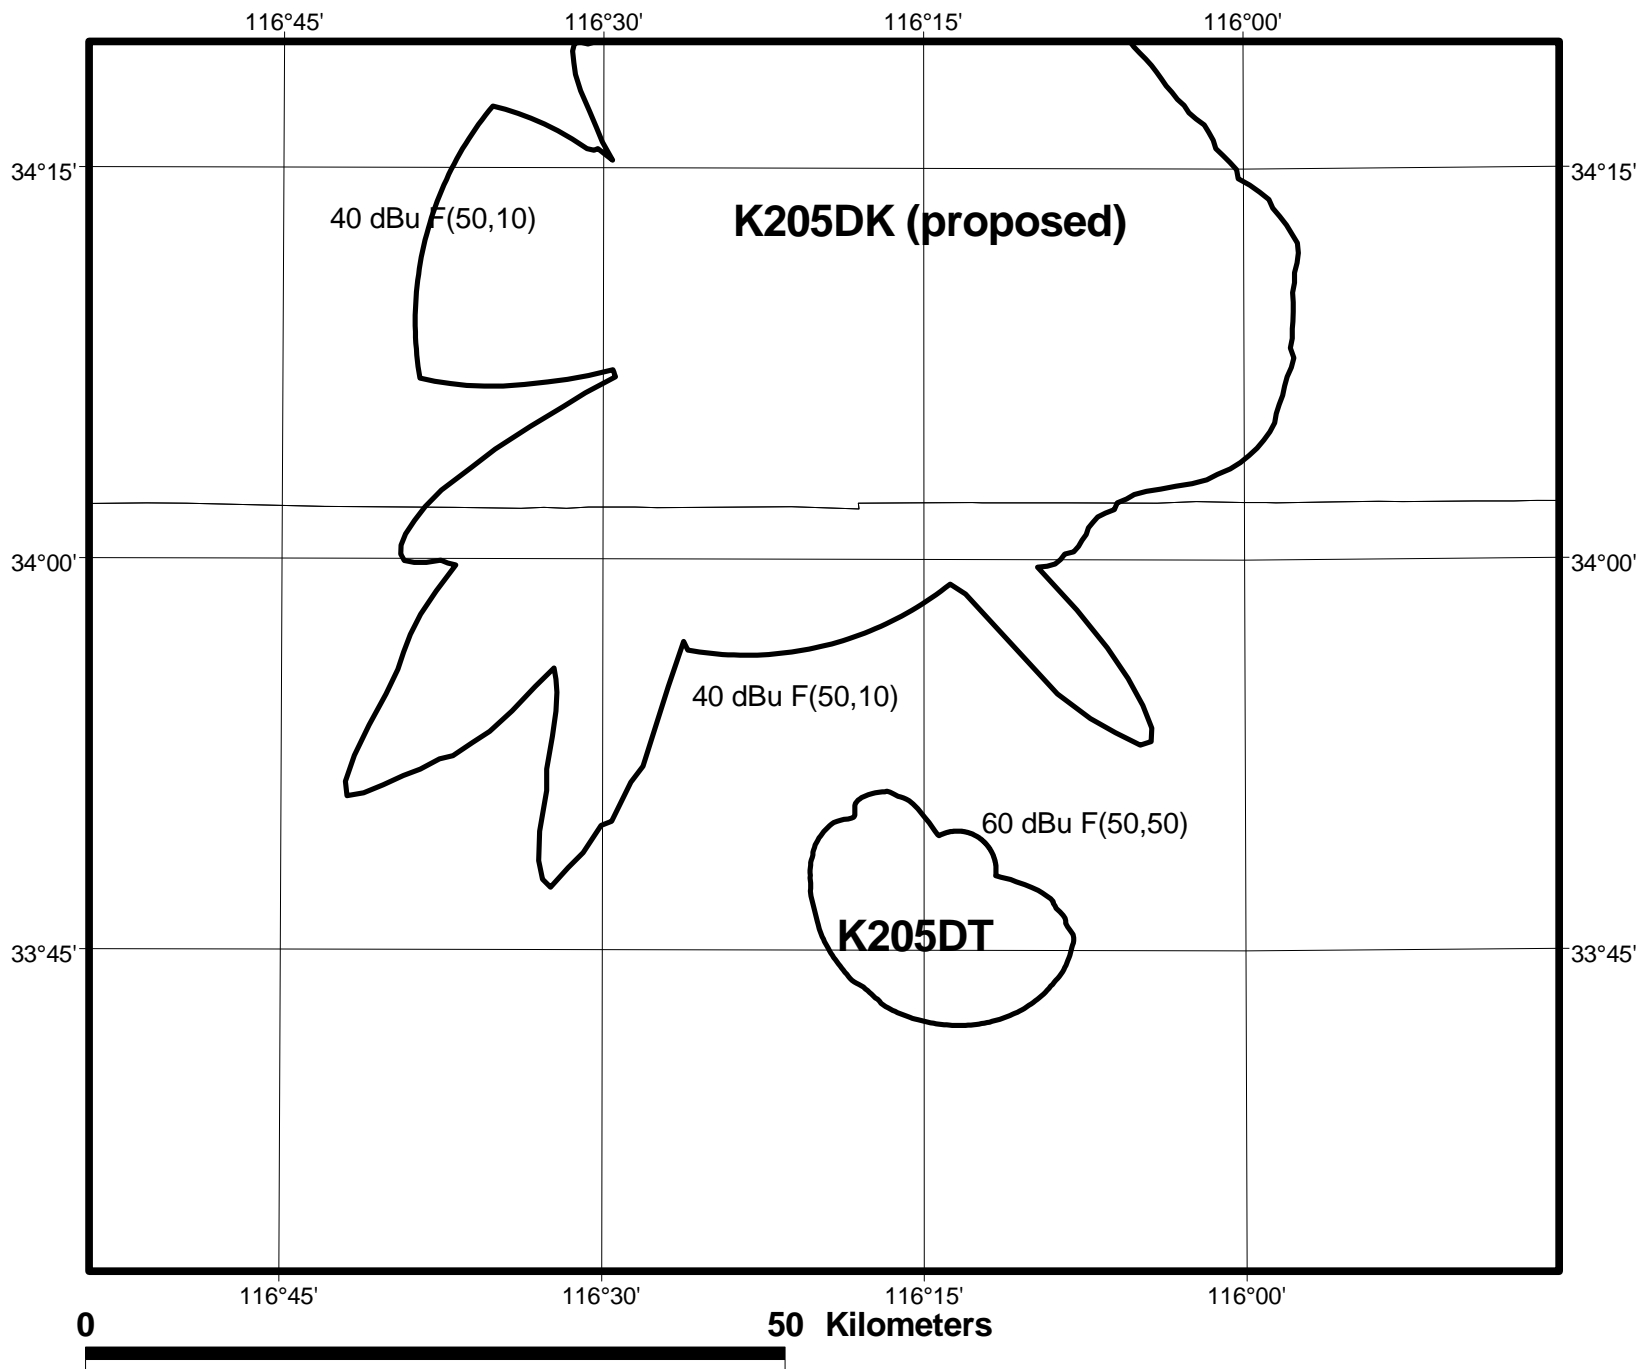 116°45' 116°30' 116°15' 116°00'
34°15' 34°15'
40 dBu F(50,10)
K205DK (proposed)
34°00' 34°00'
40 dBu F(50,10)
60 dBu F(50,50)
K205DT
33°45' 33°45'
116°45' 116°30' 116°15' 116°00'
0 50 Kilometers